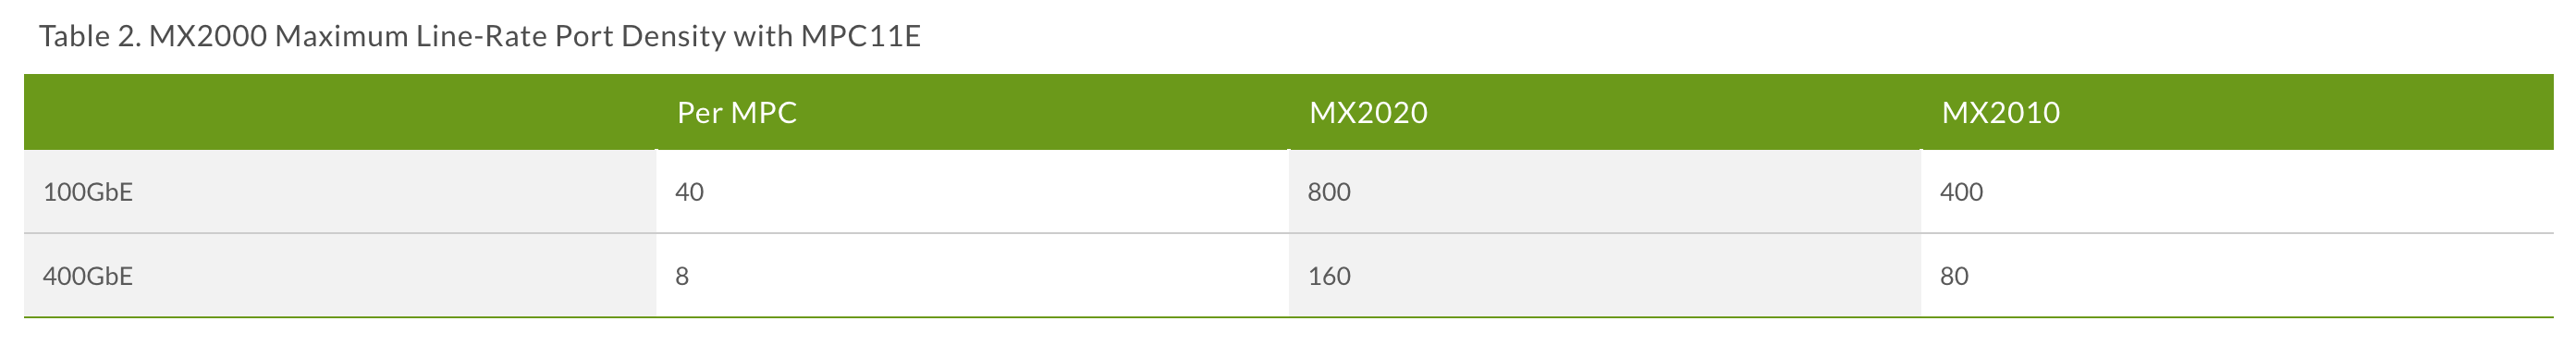 Table 2. MX2000 Maximum Line-Rate Port Density with MPC11E
Per MPC MX2020 MX2010
100GbE 40 800 400
400GbE 8 160 80